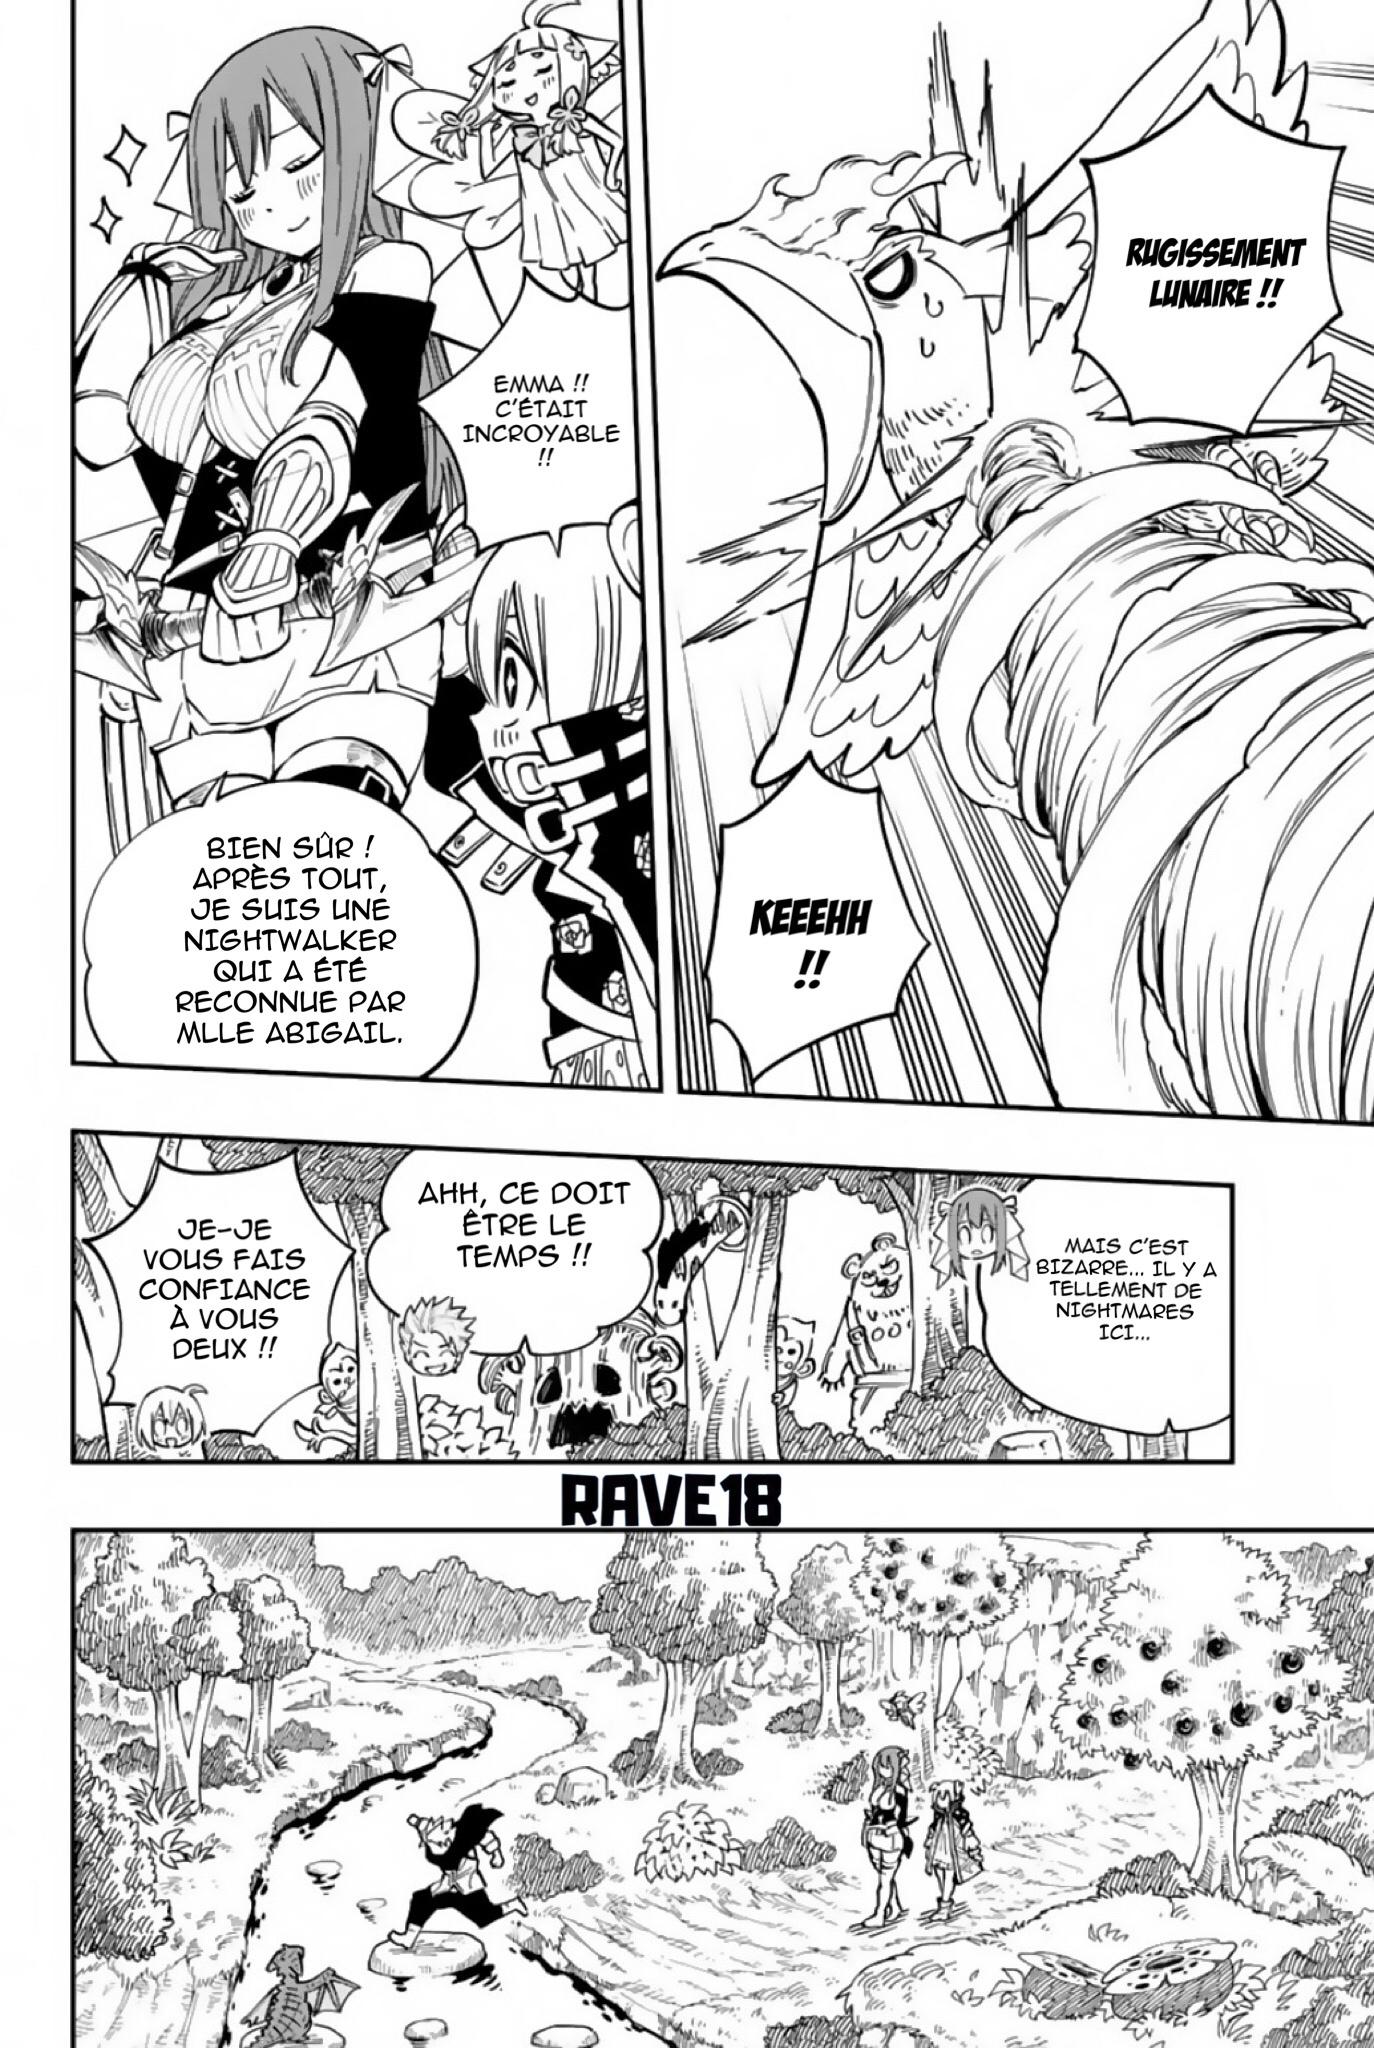 RUGISSEMENT
LUNAIRE !!
KEEEHH
!!
EMMA !!
C'ÉTAIT
INCROYABLE
!!
BIEN SÛR !
APRÈS TOUT,
JE SUIS UNE
NIGHTWALKER
QUI A ÉTÉ
RECONNUE PAR
MLLE ABIGAIL.
MAIS C'EST
BIZARRE... IL Y A
TELLEMENT DE
NIGHTMARES
ICI...
AHH, CE DOIT
ÊTRE LE
TEMPS !!
JE-JE
VOUS FAIS
CONFIANCE
À VOUS
DEUX !!
RAVE18